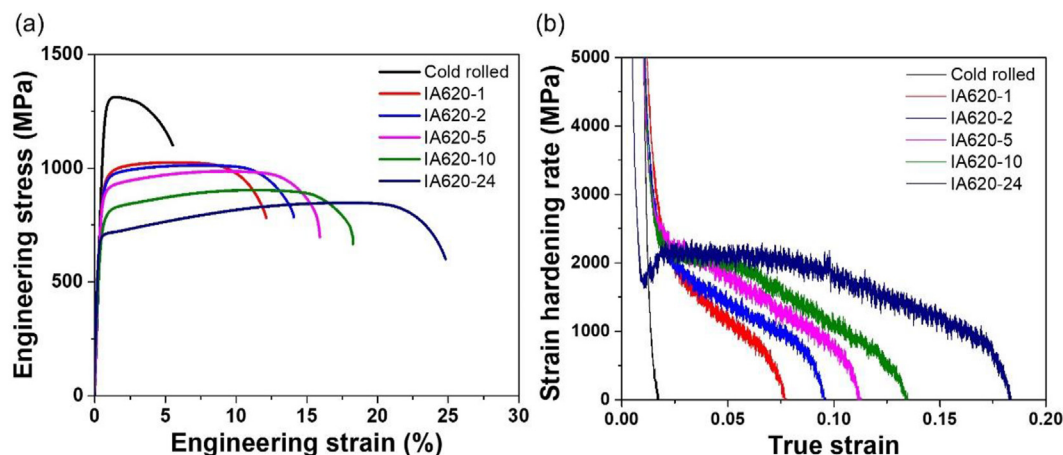 (a)
1500
1000
500
0
0 5 10 15 20 25 30
Engineering stress (MPa)
Engineering strain (%)
Cold rolled
IA620-1
IA620-2
IA620-5
IA620-10
IA620-24
(b)
5000
4000
3000
2000
1000
0
0.00 0.05 0.10 0.15 0.20
Strain hardening rate (MPa)
True strain
Cold rolled
IA620-1
IA620-2
IA620-5
IA620-10
IA620-24